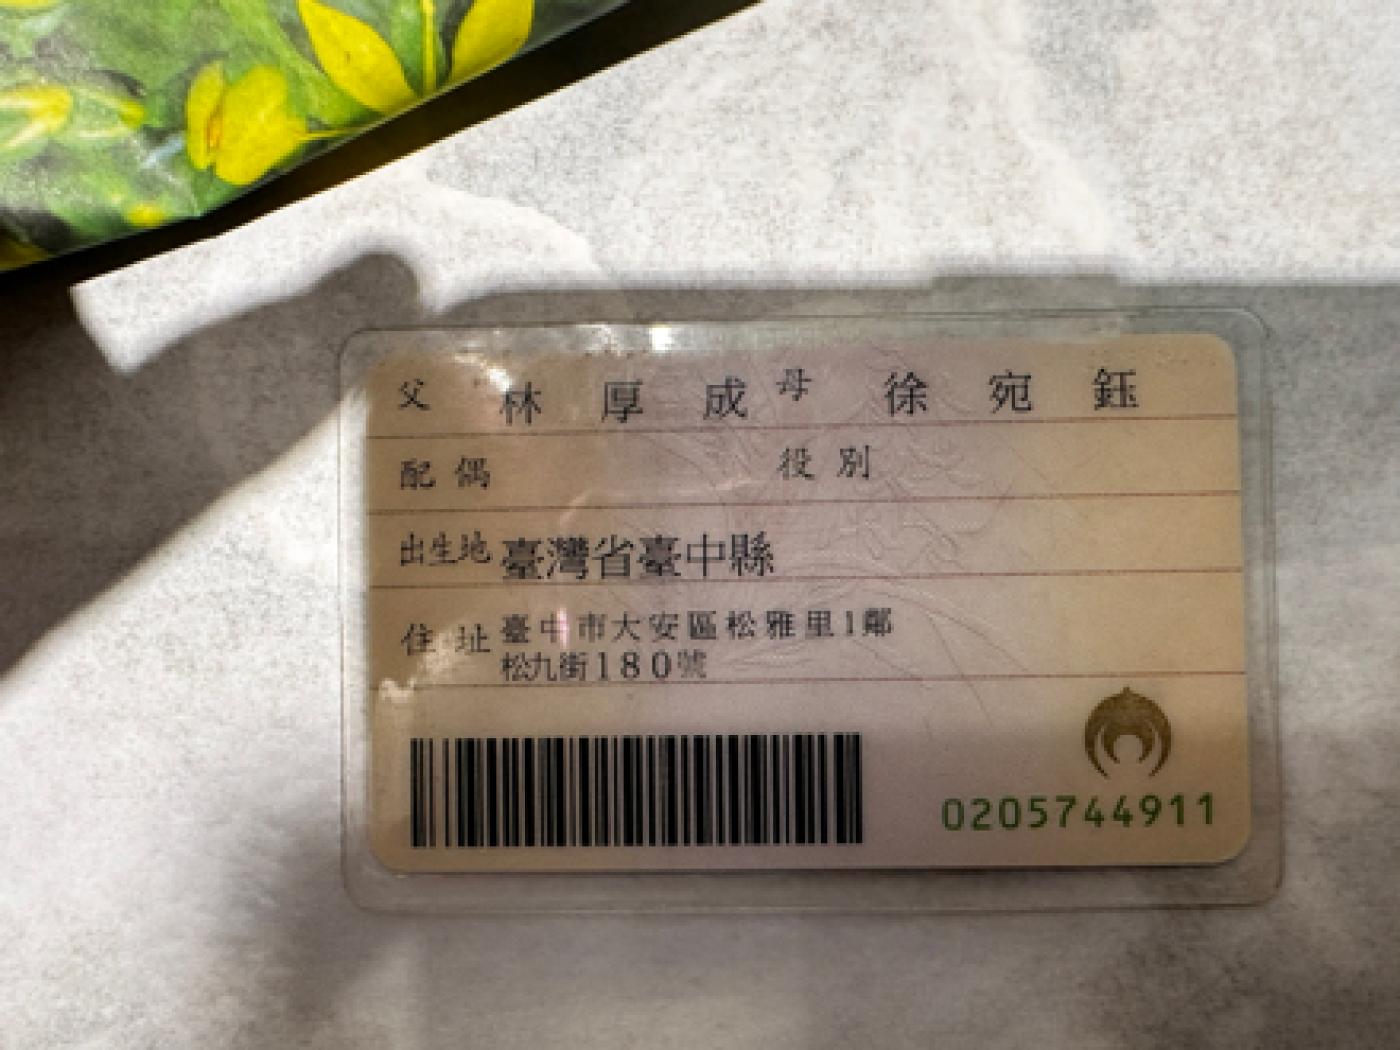 父 林厚成 母 徐宛鈺
配偶 役別
出生地 臺灣省臺中縣
住址 臺中市大安區松雅里1鄰
松九街180號
0205744911